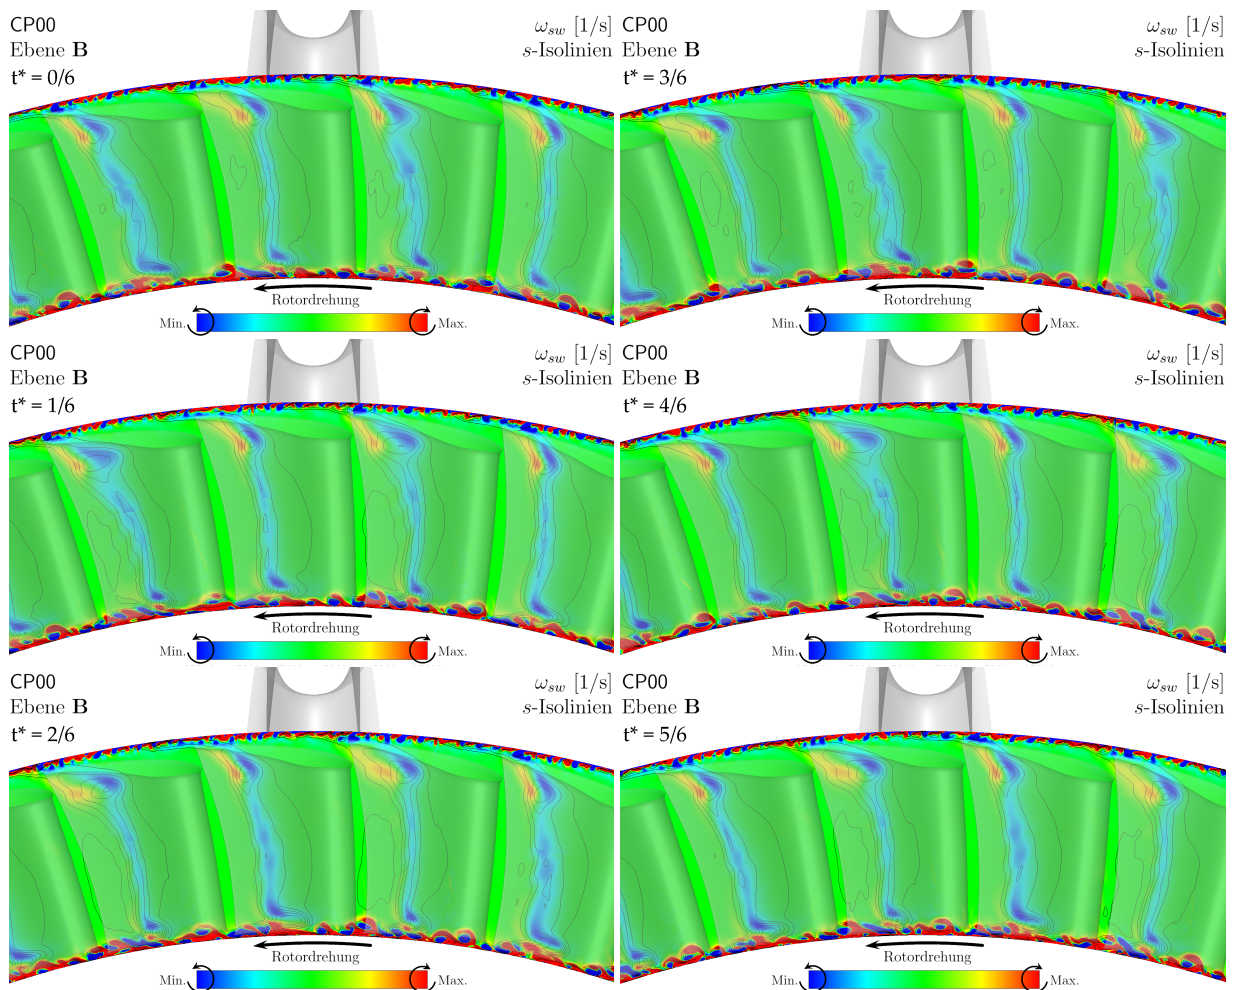 CP00
Ebene B
t* = 0/6
ω_sw [1/s]
s-Isolinien
Rotordrehung
Min.
Max.
CP00
Ebene B
t* = 3/6
ω_sw [1/s]
s-Isolinien
Rotordrehung
Min.
Max.
CP00
Ebene B
t* = 1/6
ω_sw [1/s]
s-Isolinien
Rotordrehung
Min.
Max.
CP00
Ebene B
t* = 4/6
ω_sw [1/s]
s-Isolinien
Rotordrehung
Min.
Max.
CP00
Ebene B
t* = 2/6
ω_sw [1/s]
s-Isolinien
Rotordrehung
Min.
Max.
CP00
Ebene B
t* = 5/6
ω_sw [1/s]
s-Isolinien
Rotordrehung
Min.
Max.